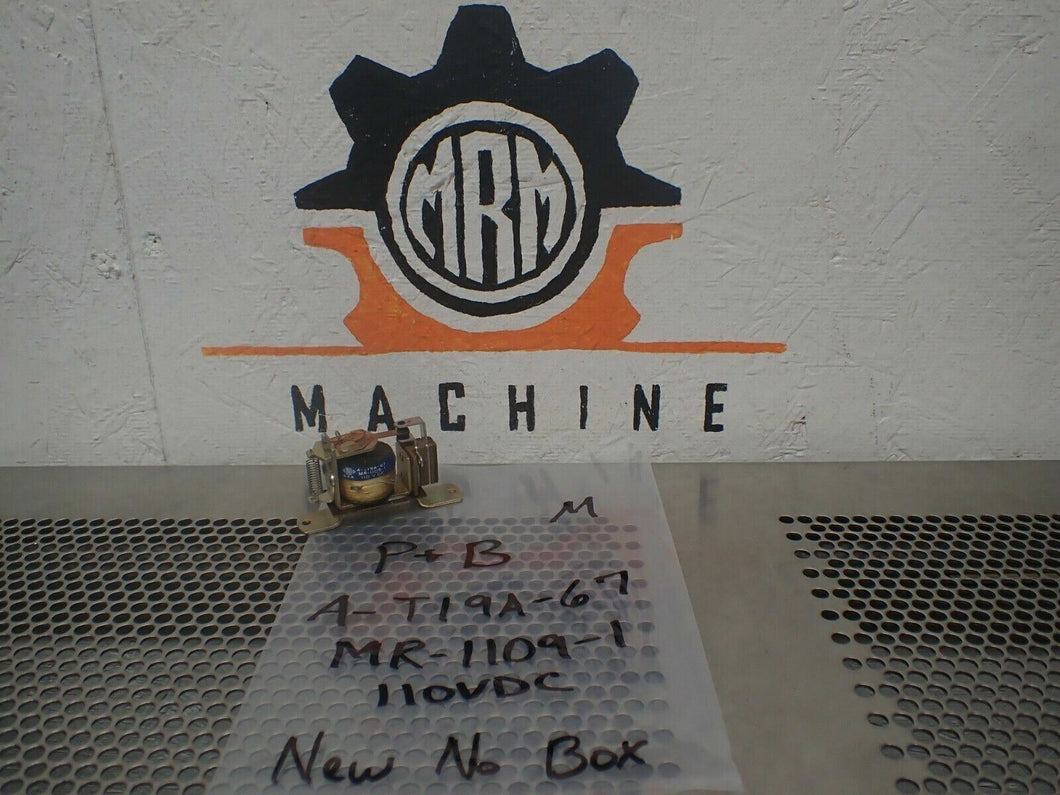 MRM
MACHINE
M
P+B
A-T19A-67
MR-1109-1
110VDC
New No Box